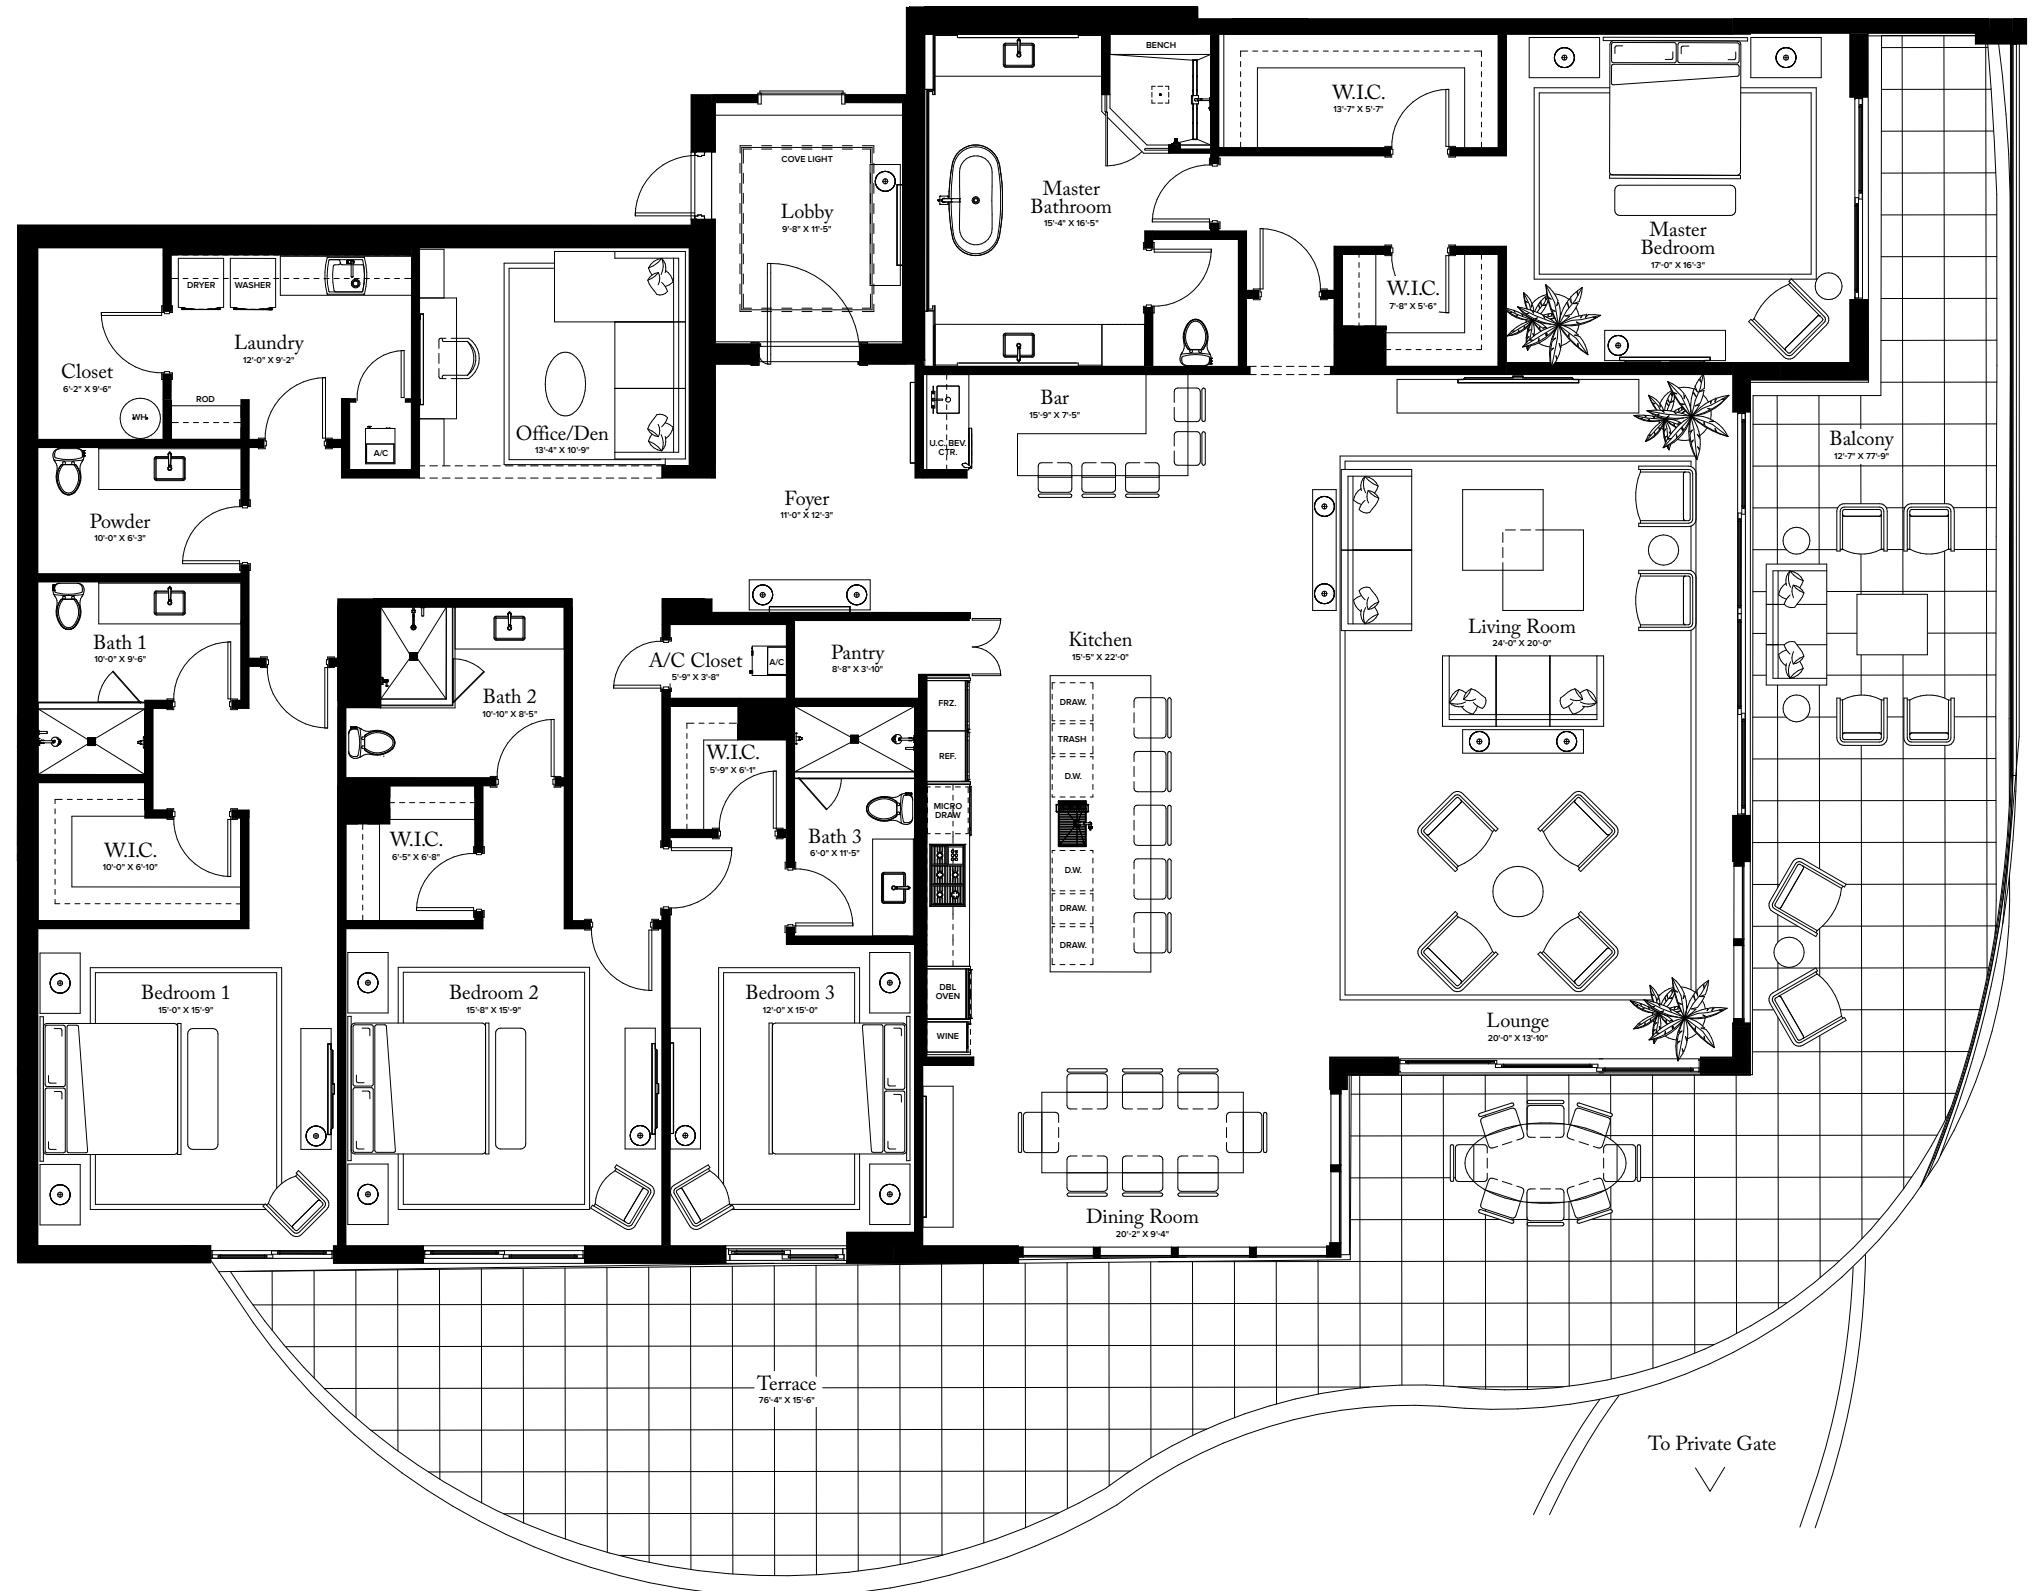 BENCH
W.I.C.
13'-7" X 5'-7"
COVE LIGHT
Lobby
9'-8" X 11'-5"
Master
Bathroom
15'-4" X 16'-5"
Master
Bedroom
17'-0" X 16'-3"
W.I.C.
7'-8" X 5'-6"
DRYER
WASHER
Laundry
12'-0" X 9'-2"
Closet
6'-2" X 9'-6"
WH
ROD
A/C
Office/Den
13'-4" X 10'-9"
Bar
15'-9" X 7'-5"
U.C. BEV.
CTR.
Balcony
12'-7" X 77'-9"
Foyer
11'-0" X 12'-3"
Powder
10'-0" X 6'-3"
Bath 1
10'-0" X 9'-6"
Bath 2
10'-10" X 8'-5"
A/C Closet
5'-9" X 3'-8"
A/C
Pantry
8'-8" X 3'-10"
Kitchen
15'-5" X 22'-0"
Living Room
24'-0" X 20'-0"
FRZ.
REF.
MICRO
DRAW
DRAW.
TRASH
D.W.
D.W.
DRAW.
DRAW.
W.I.C.
5'-9" X 6'-1"
Bath 3
6'-0" X 11'-5"
W.I.C.
6'-5" X 6'-8"
W.I.C.
10'-0" X 6'-10"
Bedroom 1
15'-0" X 15'-9"
Bedroom 2
15'-8" X 15'-9"
Bedroom 3
12'-0" X 15'-0"
DBL
OVEN
WINE
Lounge
20'-0" X 13'-10"
Dining Room
20'-2" X 9'-4"
Terrace
76'-4" X 15'-6"
To Private Gate